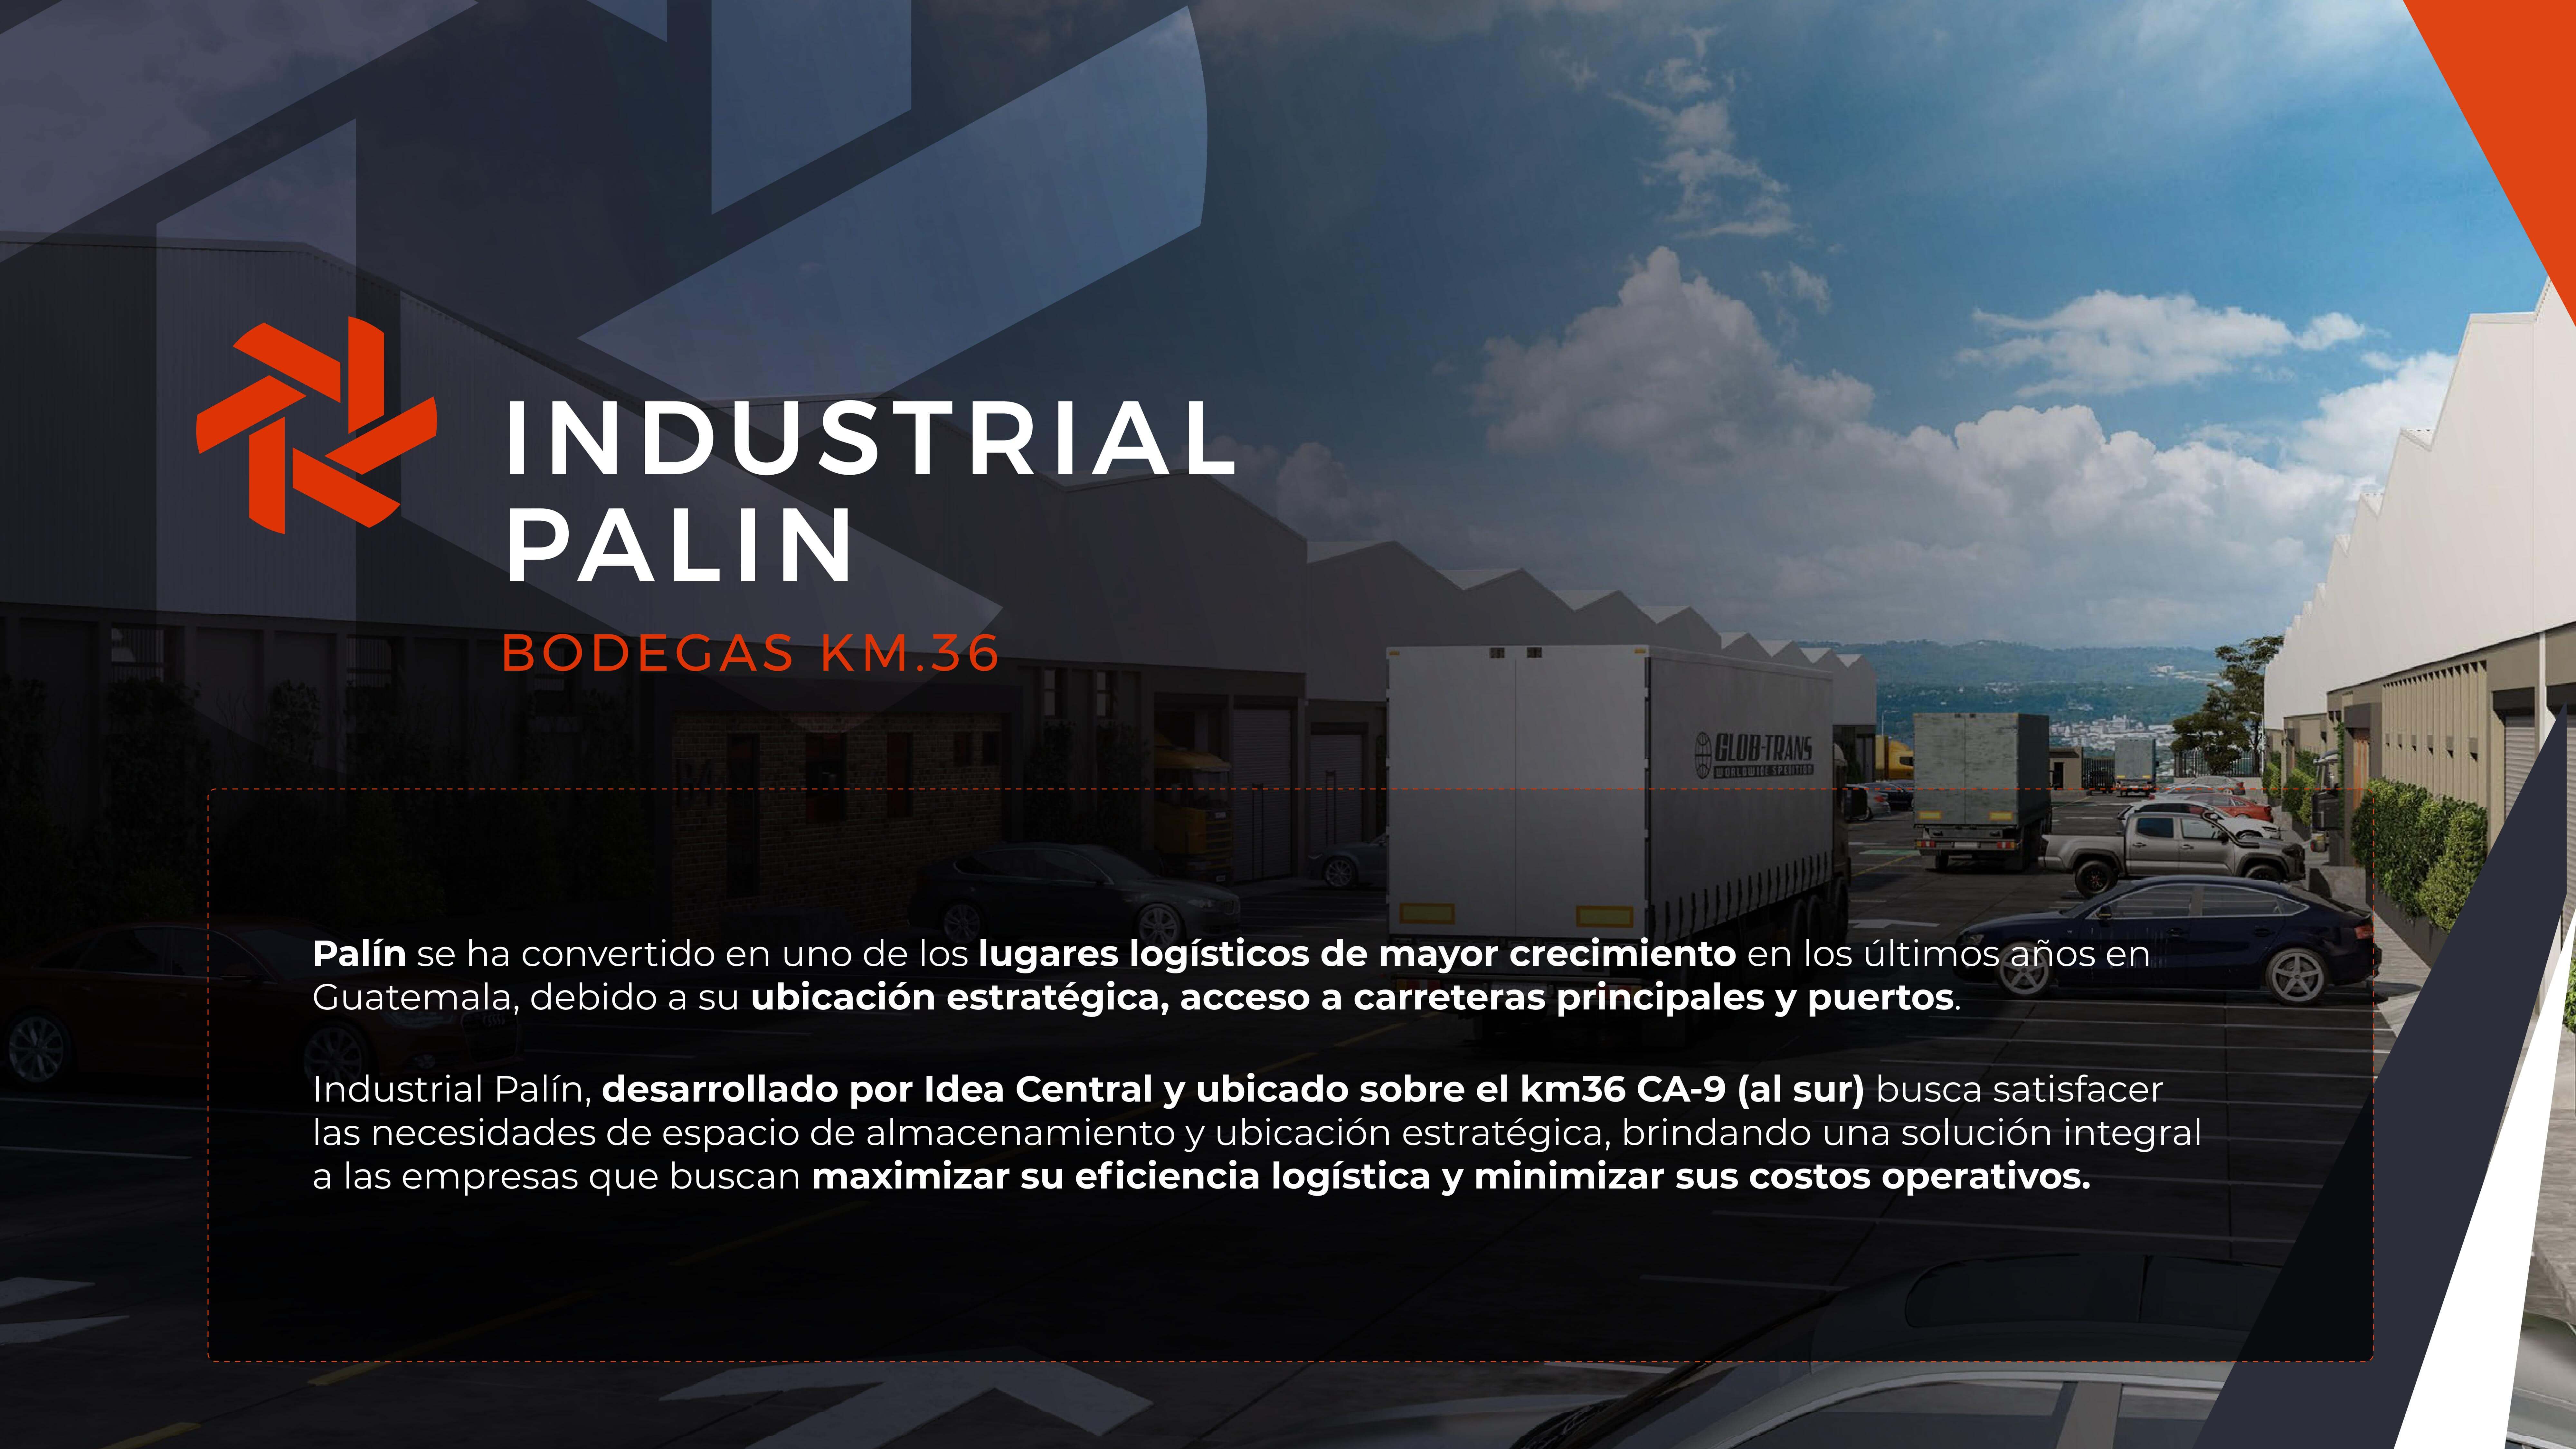 INDUSTRIAL
PALIN
BODEGAS KM.36
GLOB-TRANS
WORLDWIDE SPEDITION
Palín se ha convertido en uno de los lugares logísticos de mayor crecimiento en los últimos años en
Guatemala, debido a su ubicación estratégica, acceso a carreteras principales y puertos.
Industrial Palín, desarrollado por Idea Central y ubicado sobre el km36 CA-9 (al sur) busca satisfacer
las necesidades de espacio de almacenamiento y ubicación estratégica, brindando una solución integral
a las empresas que buscan maximizar su eficiencia logística y minimizar sus costos operativos.